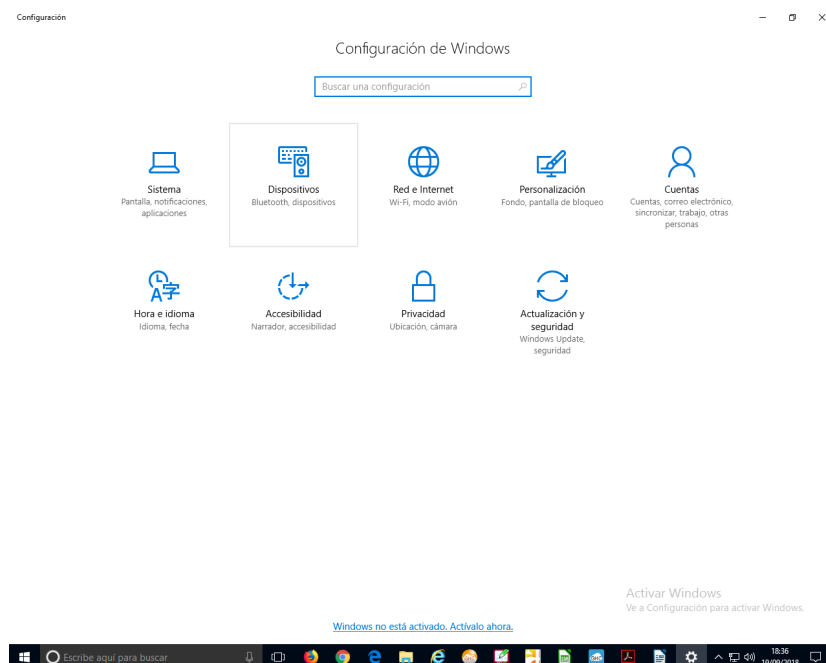 Configuración
Configuración de Windows
Buscar una configuración
Sistema
Pantalla, notificaciones,
aplicaciones
Dispositivos
Bluetooth, dispositivos
Red e Internet
Wi-Fi, modo avión
Personalización
Fondo, pantalla de bloqueo
Cuentas
Cuentas, correo electrónico,
sincronizar, trabajo, otras
personas
Hora e idioma
Idioma, fecha
Accesibilidad
Narrador, accesibilidad
Privacidad
Ubicación, cámara
Actualización y
seguridad
Windows Update,
seguridad
Activar Windows
Ve a Configuración para activar Windows.
Windows no está activado. Actívalo ahora.
Escribe aquí para buscar
18:36
19/09/2018